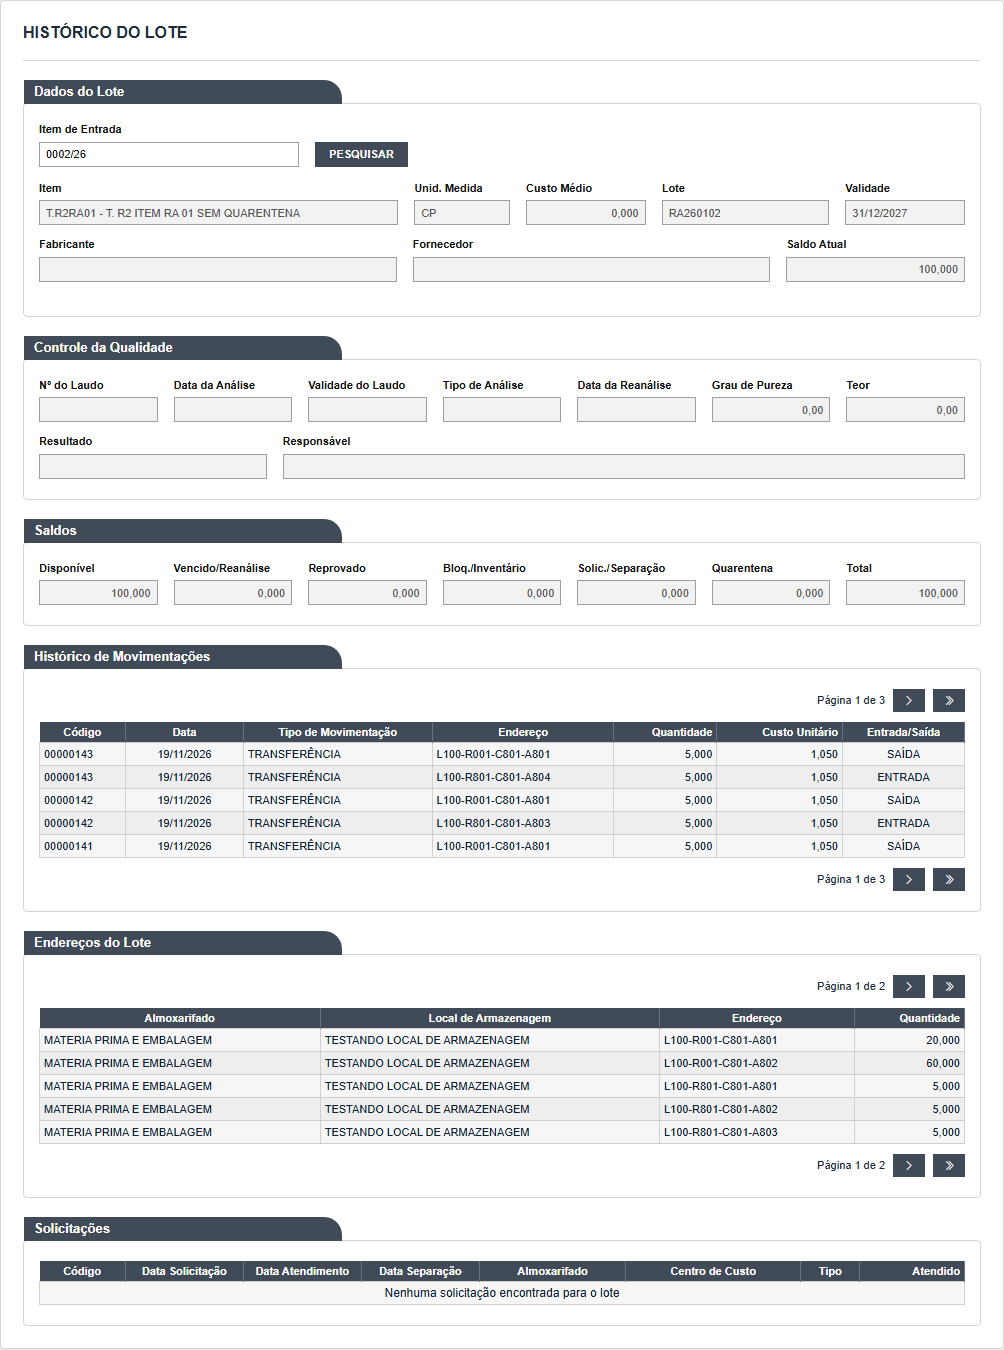 HISTÓRICO DO LOTE
Dados do Lote
Item de Entrada
0002/26 PESQUISAR
Item Unid. Medida Custo Médio Lote Validade
T.R2RA01 - T. R2 ITEM RA 01 SEM QUARENTENA CP 0,000 RA260102 31/12/2027
Fabricante Fornecedor Saldo Atual
100,000
Controle da Qualidade
Nº do Laudo Data da Análise Validade do Laudo Tipo de Análise Data da Reanálise Grau de Pureza Teor
0,00 0,00
Resultado Responsável
Saldos
Disponível Vencido/Reanálise Reprovado Bloq./Inventário Solic./Separação Quarentena Total
100,000 0,000 0,000 0,000 0,000 0,000 100,000
Histórico de Movimentações
Página 1 de 3
Código Data Tipo de Movimentação Endereço Quantidade Custo Unitário Entrada/Saída
00000143 19/11/2026 TRANSFERÊNCIA L100-R001-C801-A801 5,000 1,050 SAÍDA
00000143 19/11/2026 TRANSFERÊNCIA L100-R801-C801-A804 5,000 1,050 ENTRADA
00000142 19/11/2026 TRANSFERÊNCIA L100-R001-C801-A801 5,000 1,050 SAÍDA
00000142 19/11/2026 TRANSFERÊNCIA L100-R801-C801-A803 5,000 1,050 ENTRADA
00000141 19/11/2026 TRANSFERÊNCIA L100-R001-C801-A801 5,000 1,050 SAÍDA
Página 1 de 3
Endereços do Lote
Página 1 de 2
Almoxarifado Local de Armazenagem Endereço Quantidade
MATERIA PRIMA E EMBALAGEM TESTANDO LOCAL DE ARMAZENAGEM L100-R001-C801-A801 20,000
MATERIA PRIMA E EMBALAGEM TESTANDO LOCAL DE ARMAZENAGEM L100-R001-C801-A802 60,000
MATERIA PRIMA E EMBALAGEM TESTANDO LOCAL DE ARMAZENAGEM L100-R801-C801-A801 5,000
MATERIA PRIMA E EMBALAGEM TESTANDO LOCAL DE ARMAZENAGEM L100-R801-C801-A802 5,000
MATERIA PRIMA E EMBALAGEM TESTANDO LOCAL DE ARMAZENAGEM L100-R801-C801-A803 5,000
Página 1 de 2
Solicitações
Código Data Solicitação Data Atendimento Data Separação Almoxarifado Centro de Custo Tipo Atendido
Nenhuma solicitação encontrada para o lote